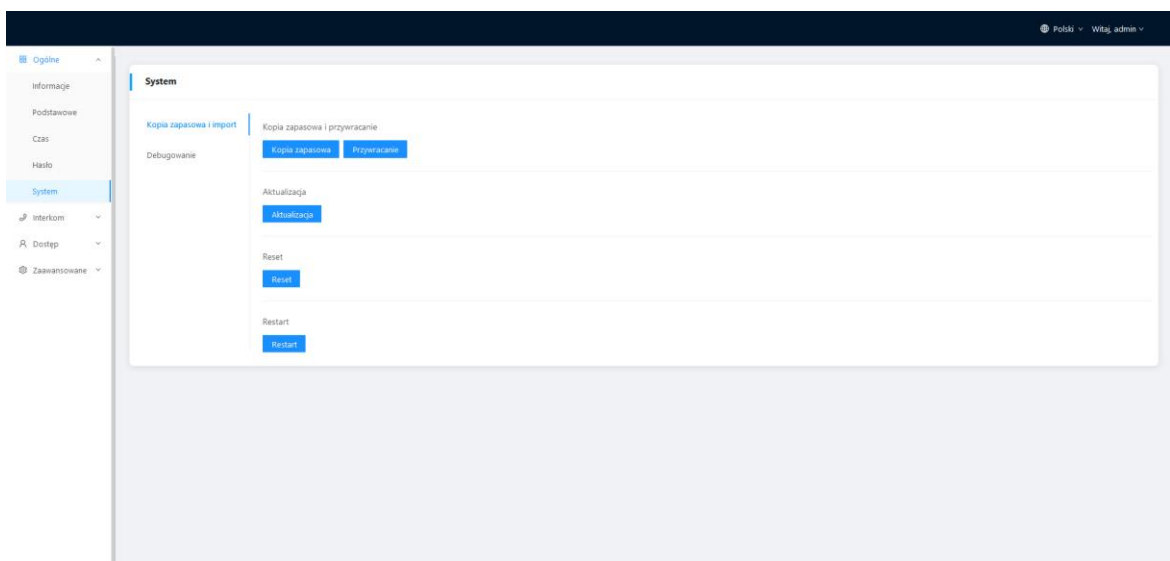 Polski
Witaj, admin
Ogólne
Informacje
Podstawowe
Czas
Hasło
System
Interkom
Dostęp
Zaawansowane
System
Kopia zapasowa i import
Debugowanie
Kopia zapasowa i przywracanie
Kopia zapasowa Przywracanie
Aktualizacja
Aktualizacja
Reset
Reset
Restart
Restart